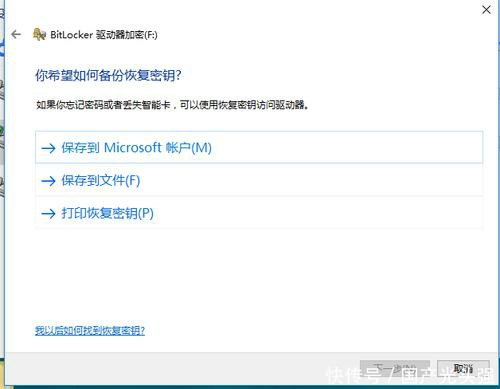 BitLocker 驱动器加密(F:)
你希望如何备份恢复密钥?
如果你忘记密码或者丢失智能卡，可以使用恢复密钥访问驱动器。
→ 保存到 Microsoft 帐户(M)
→ 保存到文件(F)
→ 打印恢复密钥(P)
我以后如何找到恢复密钥?
下一步(N) 取消
快传号 / 国产光头强